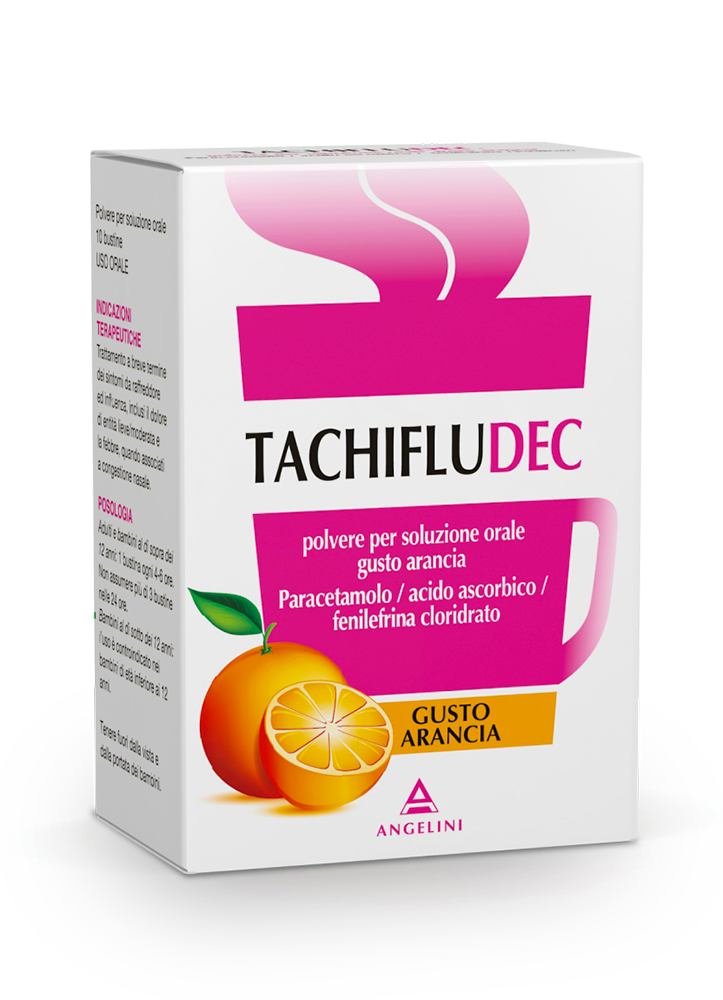 TACHIFLUDEC
Polvere per soluzione orale
10 bustine
USO ORALE
INDICAZIONI
TERAPEUTICHE
Trattamento a breve termine
dei sintomi da raffreddore
ed influenza, inclusi il dolore
di entità lieve/moderata e
la febbre, quando associati
a congestione nasale.
POSOLOGIA
Adulti e bambini al di sopra dei
12 anni: 1 bustina ogni 4-6 ore.
Non assumere più di 3 bustine
nelle 24 ore.
Bambini al di sotto dei 12 anni:
l'uso è controindicato nei
bambini di età inferiore ai 12
anni.
Tenere fuori dalla vista e
dalla portata dei bambini.
TACHIFLUDEC
polvere per soluzione orale
gusto arancia
Paracetamolo / acido ascorbico /
fenilefrina cloridrato
GUSTO
ARANCIA
ANGELINI